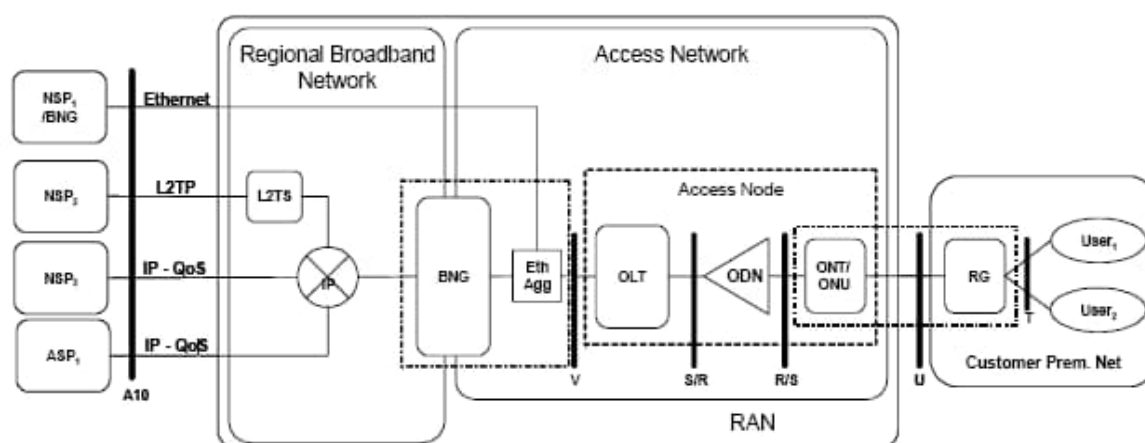 Regional Broadband
Network
Access Network
NSP₁
/BNG
Ethernet
NSP₂
L2TP
L2TS
Access Node
NSP₃
IP - QoS
IP
BNG
Eth
Agg
OLT
ODN
ONT/
ONU
RG
User₁
User₂
T
ASP₁
IP - QoS
Customer Prem. Net
A10
V
S/R
R/S
U
RAN